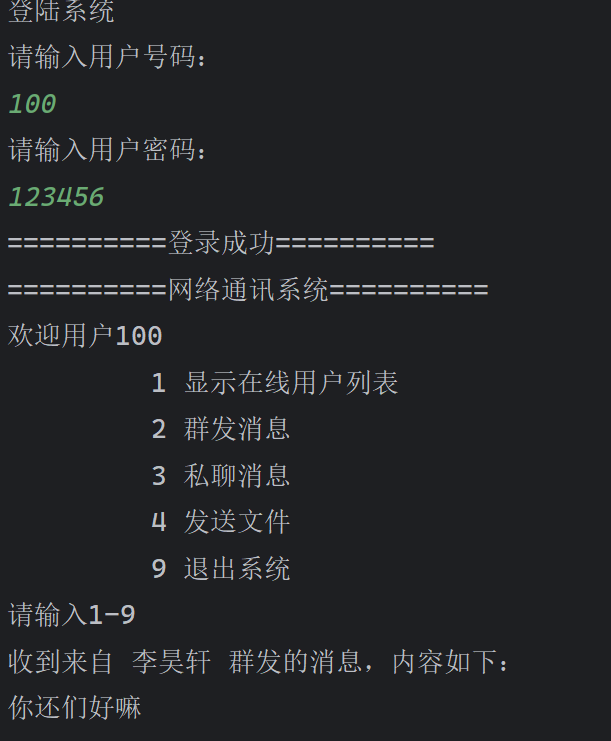 登陆系统
请输入用户号码：
100
请输入用户密码：
123456
==========登录成功==========
==========网络通讯系统==========
欢迎用户100
1 显示在线用户列表
2 群发消息
3 私聊消息
4 发送文件
9 退出系统
请输入1-9
收到来自 李昊轩 群发的消息，内容如下：
你还们好嘛